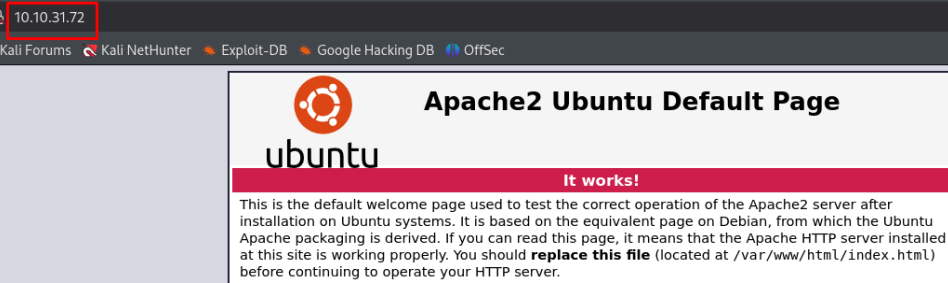 10.10.31.72
Kali Forums Kali NetHunter Exploit-DB Google Hacking DB OffSec
Apache2 Ubuntu Default Page
ubuntu
It works!
This is the default welcome page used to test the correct operation of the Apache2 server after
installation on Ubuntu systems. It is based on the equivalent page on Debian, from which the Ubuntu
Apache packaging is derived. If you can read this page, it means that the Apache HTTP server installed
at this site is working properly. You should replace this file (located at /var/www/html/index.html)
before continuing to operate your HTTP server.